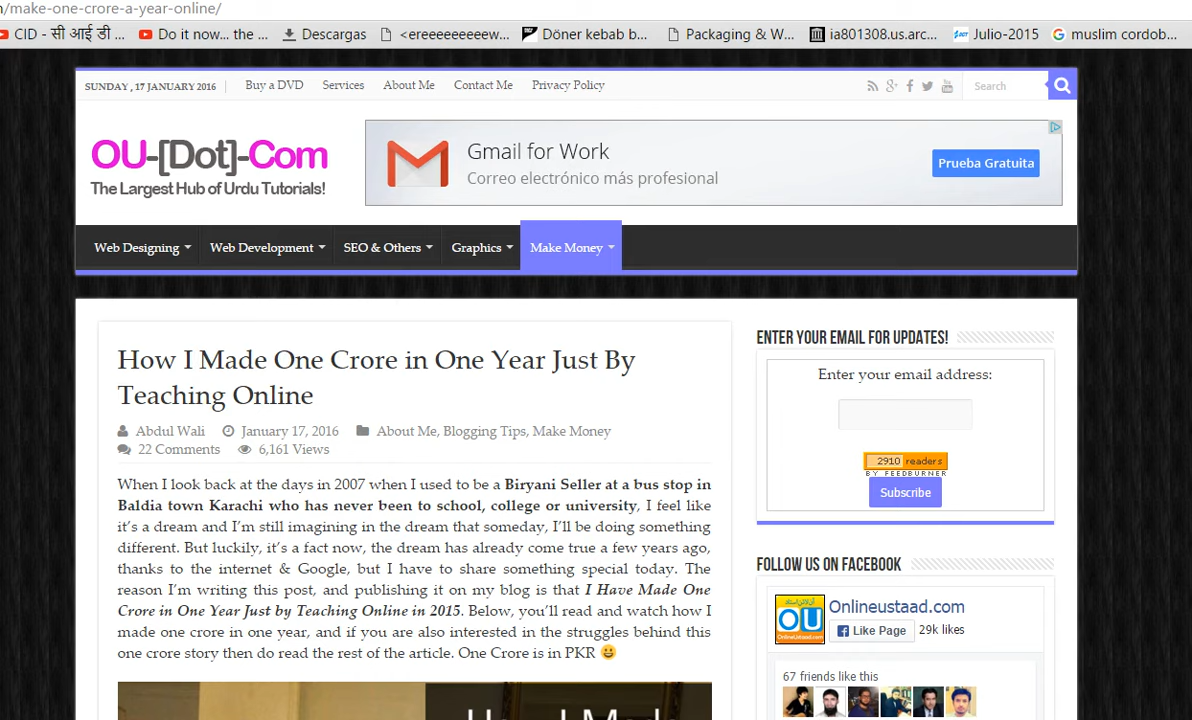 /make-one-crore-a-year-online/
CID - सी आई डी ...
Do it now... the ...
Descargas
<ereeeeeeeew...
Döner kebab b...
Packaging & W...
ia801308.us.arc...
Julio-2015
muslim cordob...
SUNDAY , 17 JANUARY 2016
Buy a DVD
Services
About Me
Contact Me
Privacy Policy
Search
OU-[Dot]-Com
The Largest Hub of Urdu Tutorials!
Gmail for Work
Correo electrónico más profesional
Prueba Gratuita
Web Designing
Web Development
SEO & Others
Graphics
Make Money
How I Made One Crore in One Year Just By
Teaching Online
Abdul Wali January 17, 2016 About Me, Blogging Tips, Make Money
22 Comments 6,161 Views
When I look back at the days in 2007 when I used to be a Biryani Seller at a bus stop in
Baldia town Karachi who has never been to school, college or university, I feel like
it's a dream and I'm still imagining in the dream that someday, I'll be doing something
different. But luckily, it's a fact now, the dream has already come true a few years ago,
thanks to the internet & Google, but I have to share something special today. The
reason I'm writing this post, and publishing it on my blog is that I Have Made One
Crore in One Year Just by Teaching Online in 2015. Below, you'll read and watch how I
made one crore in one year, and if you are also interested in the struggles behind this
one crore story then do read the rest of the article. One Crore is in PKR 😀
ENTER YOUR EMAIL FOR UPDATES!
Enter your email address:
2910 readers
BY FEEDBURNER
Subscribe
FOLLOW US ON FACEBOOK
OU
OnlineUstaad.com
Onlineustaad.com
Like Page
29k likes
67 friends like this